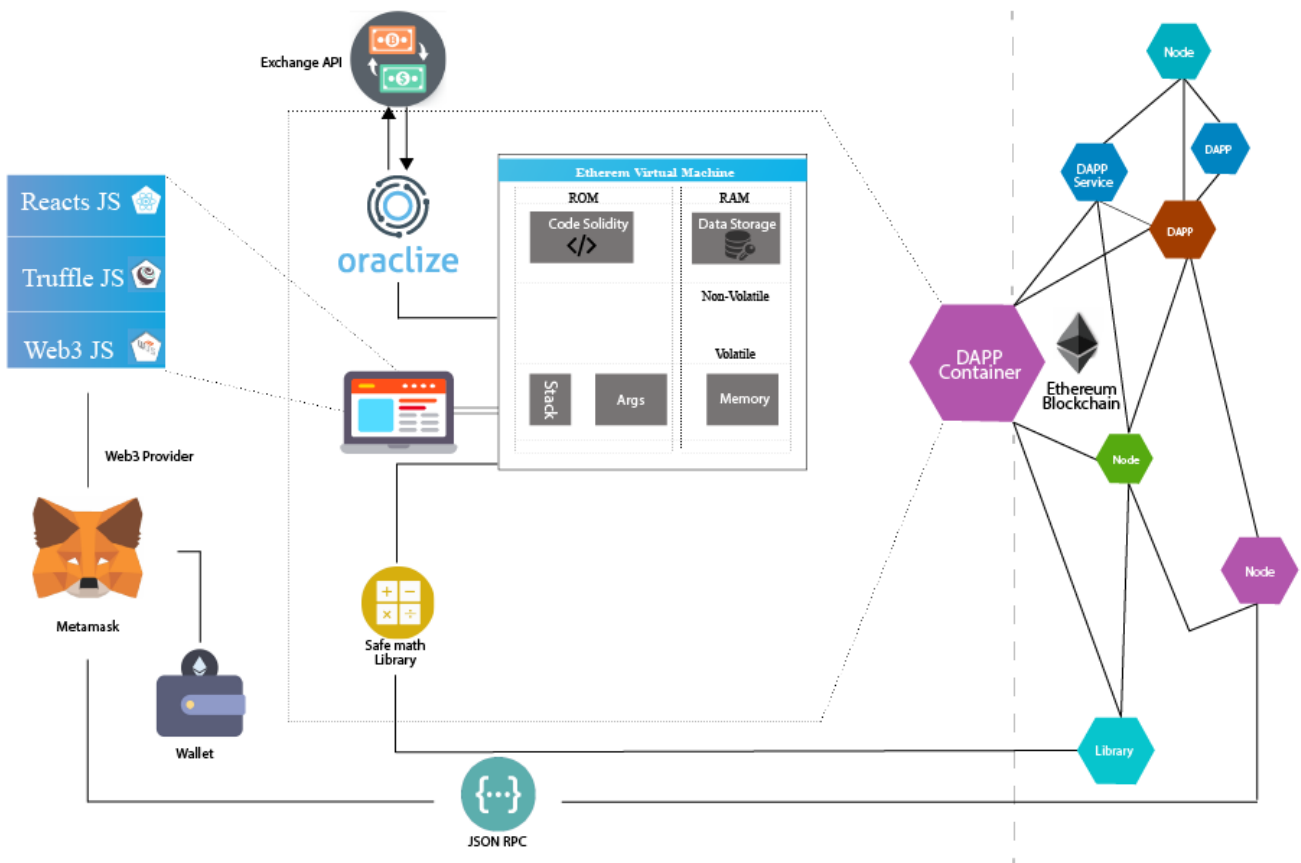 Exchange API
Node
DAPP
DAPP
Service
Etherem Virtual Machine
ROM
RAM
Reacts JS
Code Solidity
</>
Data Storage
DAPP
oraclize
Truffle JS
Non-Volatile
Web3 JS
Volatile
DAPP
Container
Ethereum
Blockchain
Stack
Args
Memory
Web3 Provider
Node
Node
Metamask
Safe math
Library
Wallet
Library
{...}
JSON RPC